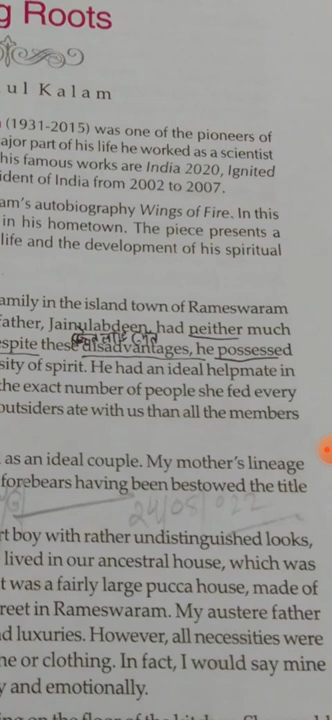 g Roots
ul Kalam
(1931-2015) was one of the pioneers of
ajor part of his life he worked as a scientist
his famous works are India 2020, Ignited
ident of India from 2002 to 2007.
am's autobiography Wings of Fire. In this
in his hometown. The piece presents a
life and the development of his spiritual
amily in the island town of Rameswaram
father, Jainulabdeen, had neither much
espite these disadvantages, he possessed
sity of spirit. He had an ideal helpmate in
the exact number of people she fed every
outsiders ate with us than all the members
as an ideal couple. My mother's lineage
forebears having been bestowed the title
24/05/022
rt boy with rather undistinguished looks,
lived in our ancestral house, which was
t was a fairly large pucca house, made of
reet in Rameswaram. My austere father
nd luxuries. However, all necessities were
ne or clothing. In fact, I would say mine
y and emotionally.